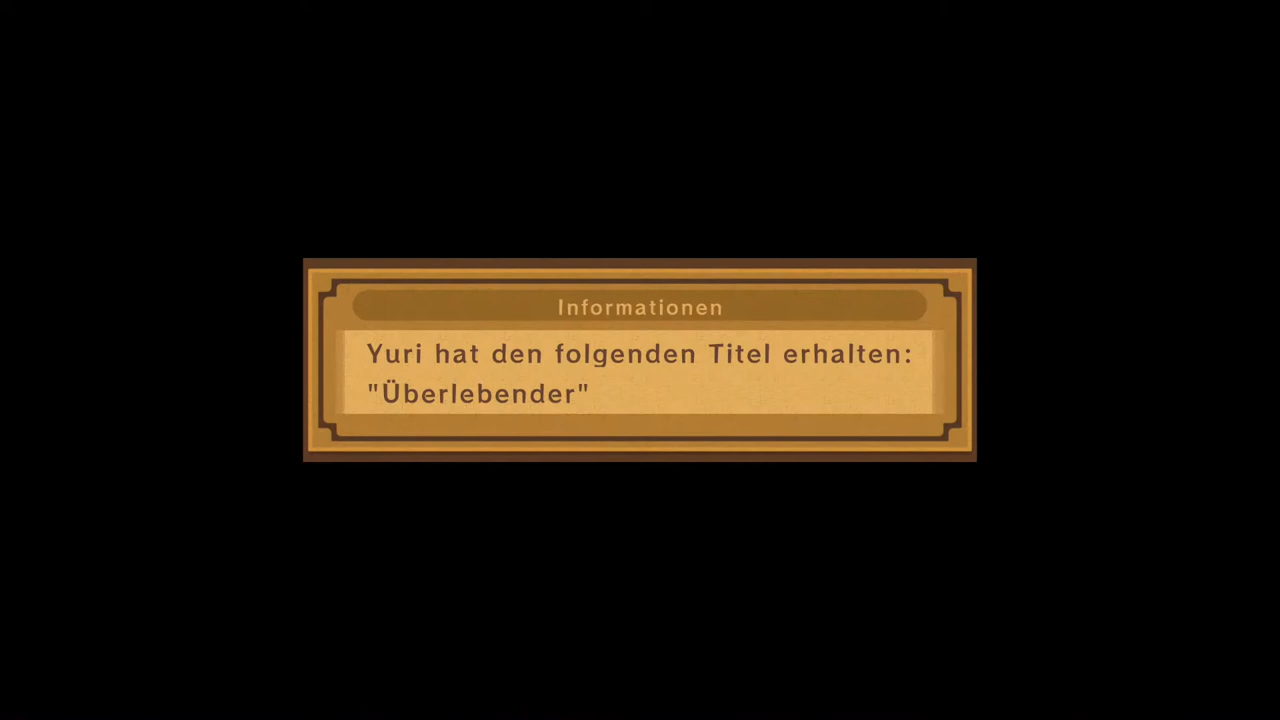 Informationen
Yuri hat den folgenden Titel erhalten:
"Überlebender"